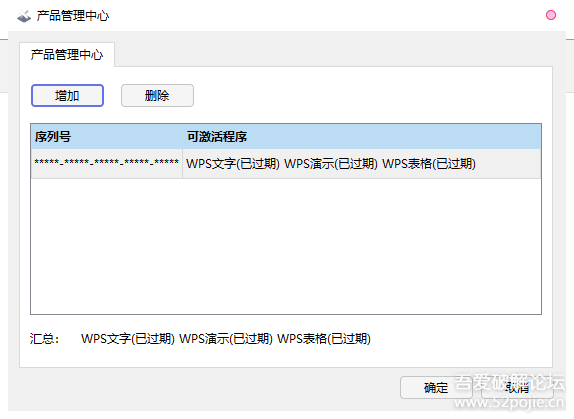 产品管理中心
产品管理中心
增加 删除
序列号 可激活程序
*****-*****-*****-*****-***** WPS文字(已过期) WPS演示(已过期) WPS表格(已过期)
汇总: WPS文字(已过期) WPS演示(已过期) WPS表格(已过期)
确定 取消
吾爱破解论坛
www.52pojie.cn